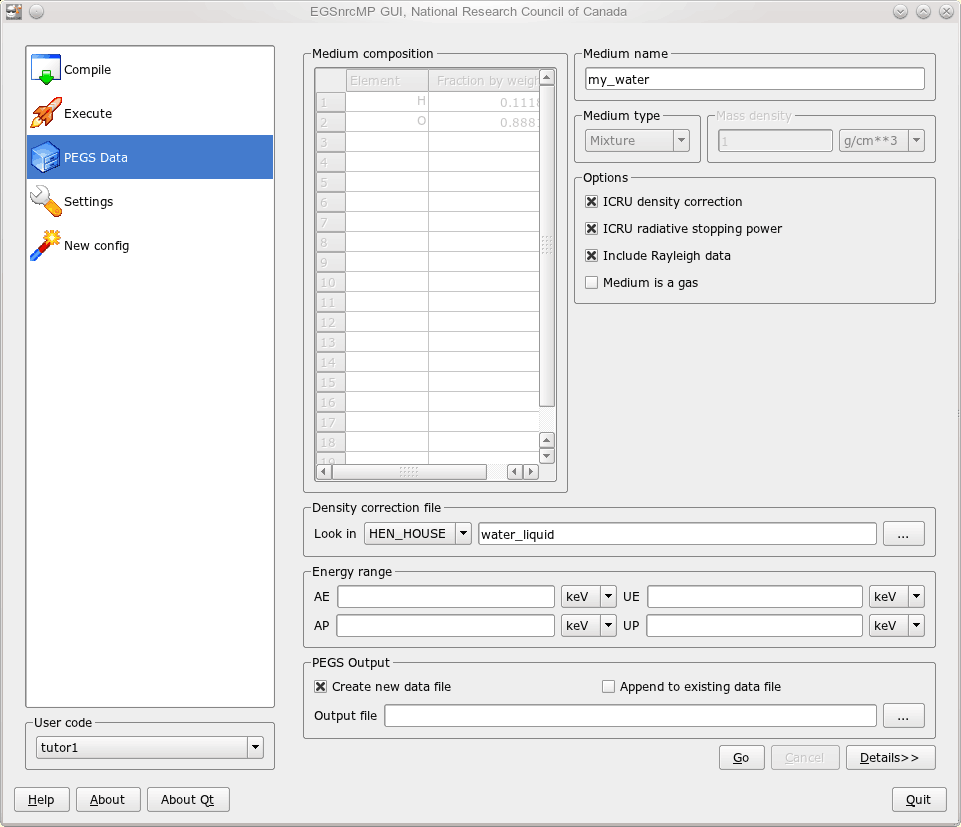 EGSnrcMP GUI, National Research Council of Canada
Compile
Execute
PEGS Data
Settings
New config
User code
tutor1
Medium composition
Element Fraction by weigh
1 H 0.1118
2 O 0.8881
3
4
5
6
7
8
9
10
11
12
13
14
15
16
17
18
19
Medium name
my_water
Medium type
Mixture
Mass density
1 g/cm**3
Options
ICRU density correction
ICRU radiative stopping power
Include Rayleigh data
Medium is a gas
Density correction file
Look in HEN_HOUSE water_liquid ...
Energy range
AE keV UE keV
AP keV UP keV
PEGS Output
Create new data file Append to existing data file
Output file ...
Go Cancel Details>>
Help About About Qt Quit